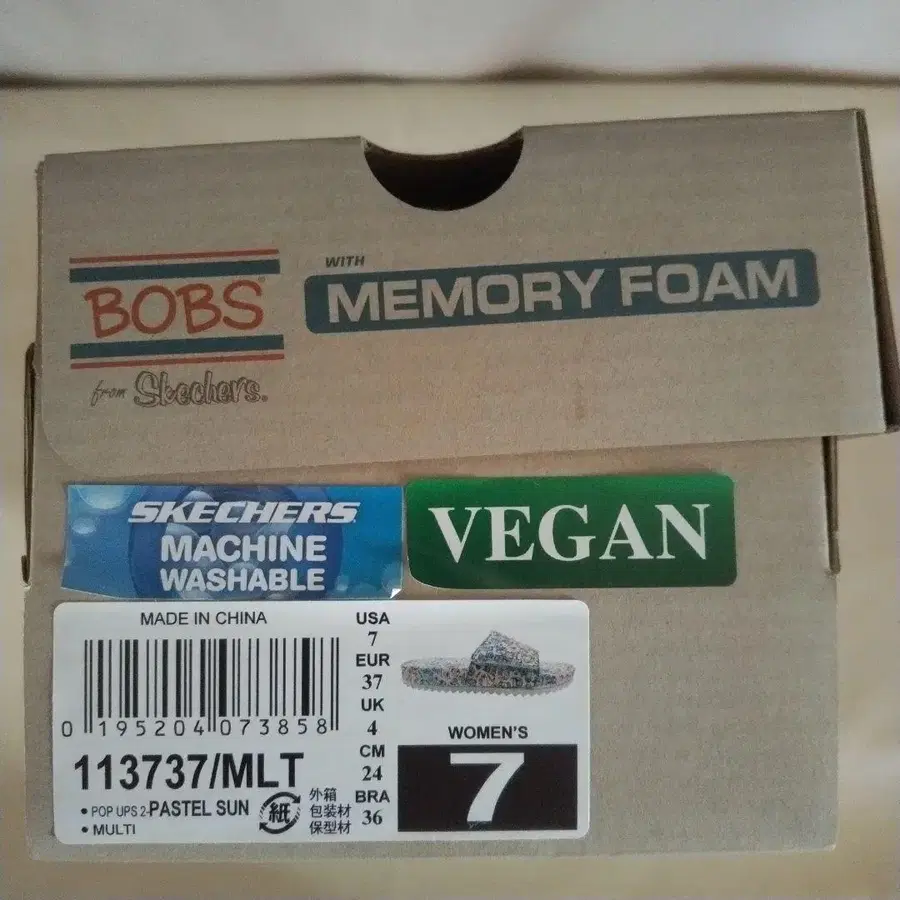 BOBS
from Skechers®
WITH
MEMORY FOAM
SKECHERS
MACHINE
WASHABLE
VEGAN
MADE IN CHINA
0 195204 073858
113737/MLT
• POP UPS 2-PASTEL SUN
• MULTI
紙
外箱
包装材
保型材
USA
7
EUR
37
UK
4
CM
24
BRA
36
WOMEN'S
7